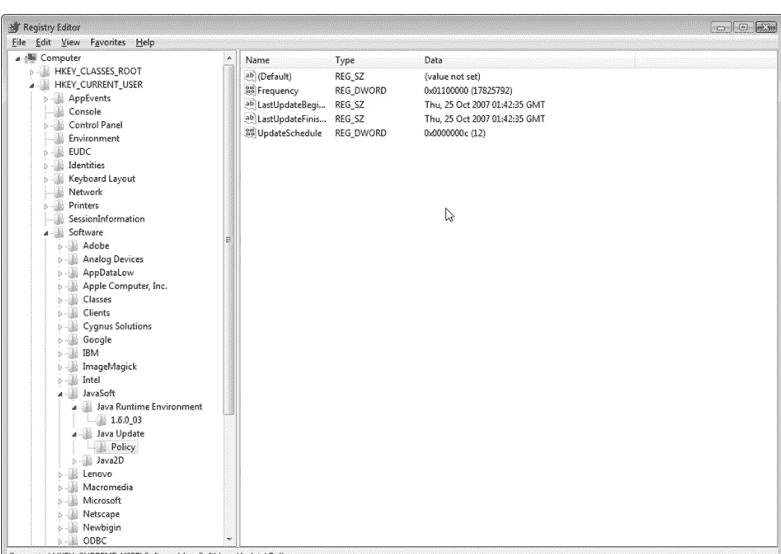 Registry Editor
File Edit View Favorites Help
Computer
HKEY_CLASSES_ROOT
HKEY_CURRENT_USER
AppEvents
Console
Control Panel
Environment
EUDC
Identities
Keyboard Layout
Network
Printers
SessionInformation
Software
Adobe
Analog Devices
AppDataLow
Apple Computer, Inc.
Classes
Clients
Cygnus Solutions
Google
IBM
ImageMagick
Intel
JavaSoft
Java Runtime Environment
1.6.0_03
Java Update
Policy
Java2D
Lenovo
Macromedia
Microsoft
Netscape
Newbigin
ODBC
Name Type Data
(Default) REG_SZ (value not set)
Frequency REG_DWORD 0x01100000 (17825792)
LastUpdateBegi... REG_SZ Thu, 25 Oct 2007 01:42:35 GMT
LastUpdateFinis... REG_SZ Thu, 25 Oct 2007 01:42:35 GMT
UpdateSchedule REG_DWORD 0x0000000c (12)